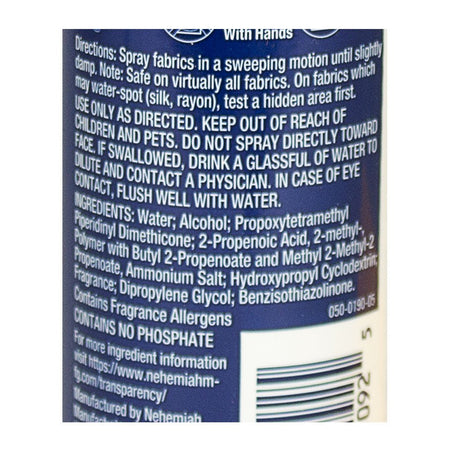 With Hands
Directions: Spray fabrics in a sweeping motion until slightly
damp. Note: Safe on virtually all fabrics. On fabrics which
may water-spot (silk, rayon), test a hidden area first.
USE ONLY AS DIRECTED. KEEP OUT OF REACH OF
CHILDREN AND PETS. DO NOT SPRAY DIRECTLY TOWARD
FACE. IF SWALLOWED, DRINK A GLASSFUL OF WATER TO
DILUTE AND CONTACT A PHYSICIAN. IN CASE OF EYE
CONTACT, FLUSH WELL WITH WATER.
INGREDIENTS: Water; Alcohol; Propoxytetramethyl
Piperidinyl Dimethicone; 2-Propenoic Acid, 2-methyl-,
Polymer with Butyl 2-Propenoate and Methyl 2-Methyl-2
Propenoate, Ammonium Salt; Hydroxypropyl Cyclodextrin;
Fragrance; Dipropylene Glycol; Benzisothiazolinone.
Contains Fragrance Allergens
050-0190-05
CONTAINS NO PHOSPHATE
For more ingredient information
visit https://www.nehemiahm-
fg.com/transparency/
Manufactured by Nehemiah
092 5